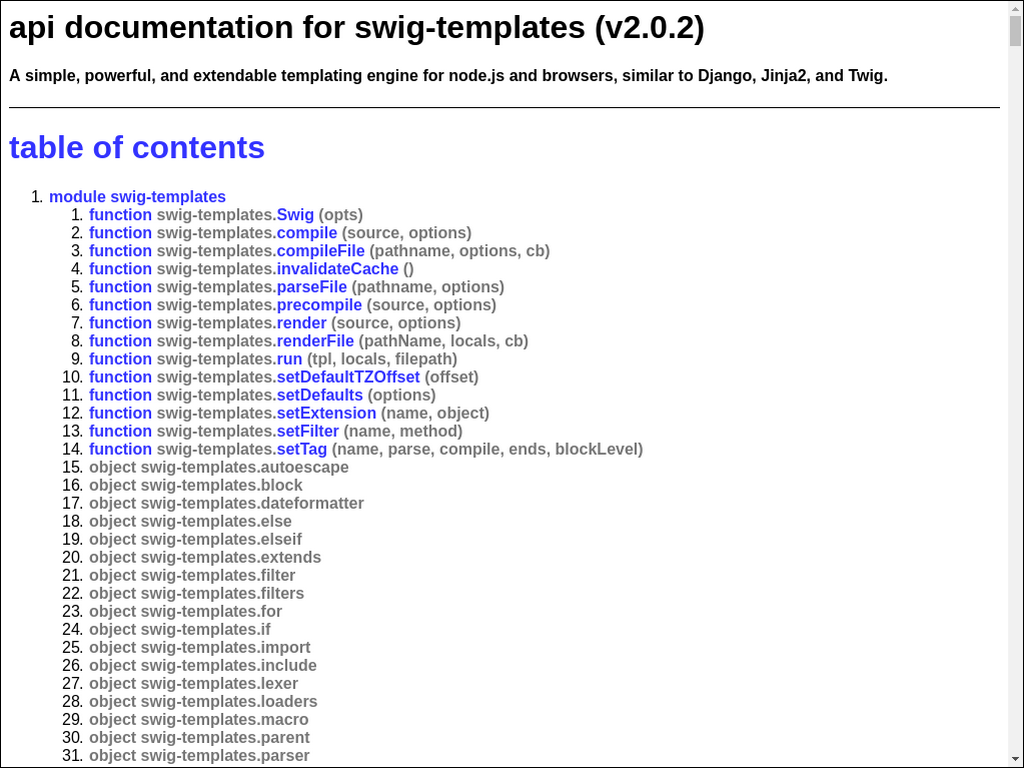 api documentation for swig-templates (v2.0.2)
A simple, powerful, and extendable templating engine for node.js and browsers, similar to Django, Jinja2, and Twig.
table of contents
1. module swig-templates
1. function swig-templates.Swig (opts)
2. function swig-templates.compile (source, options)
3. function swig-templates.compileFile (pathname, options, cb)
4. function swig-templates.invalidateCache ()
5. function swig-templates.parseFile (pathname, options)
6. function swig-templates.precompile (source, options)
7. function swig-templates.render (source, options)
8. function swig-templates.renderFile (pathName, locals, cb)
9. function swig-templates.run (tpl, locals, filepath)
10. function swig-templates.setDefaultTZOffset (offset)
11. function swig-templates.setDefaults (options)
12. function swig-templates.setExtension (name, object)
13. function swig-templates.setFilter (name, method)
14. function swig-templates.setTag (name, parse, compile, ends, blockLevel)
15. object swig-templates.autoescape
16. object swig-templates.block
17. object swig-templates.dateformatter
18. object swig-templates.else
19. object swig-templates.elseif
20. object swig-templates.extends
21. object swig-templates.filter
22. object swig-templates.filters
23. object swig-templates.for
24. object swig-templates.if
25. object swig-templates.import
26. object swig-templates.include
27. object swig-templates.lexer
28. object swig-templates.loaders
29. object swig-templates.macro
30. object swig-templates.parent
31. object swig-templates.parser